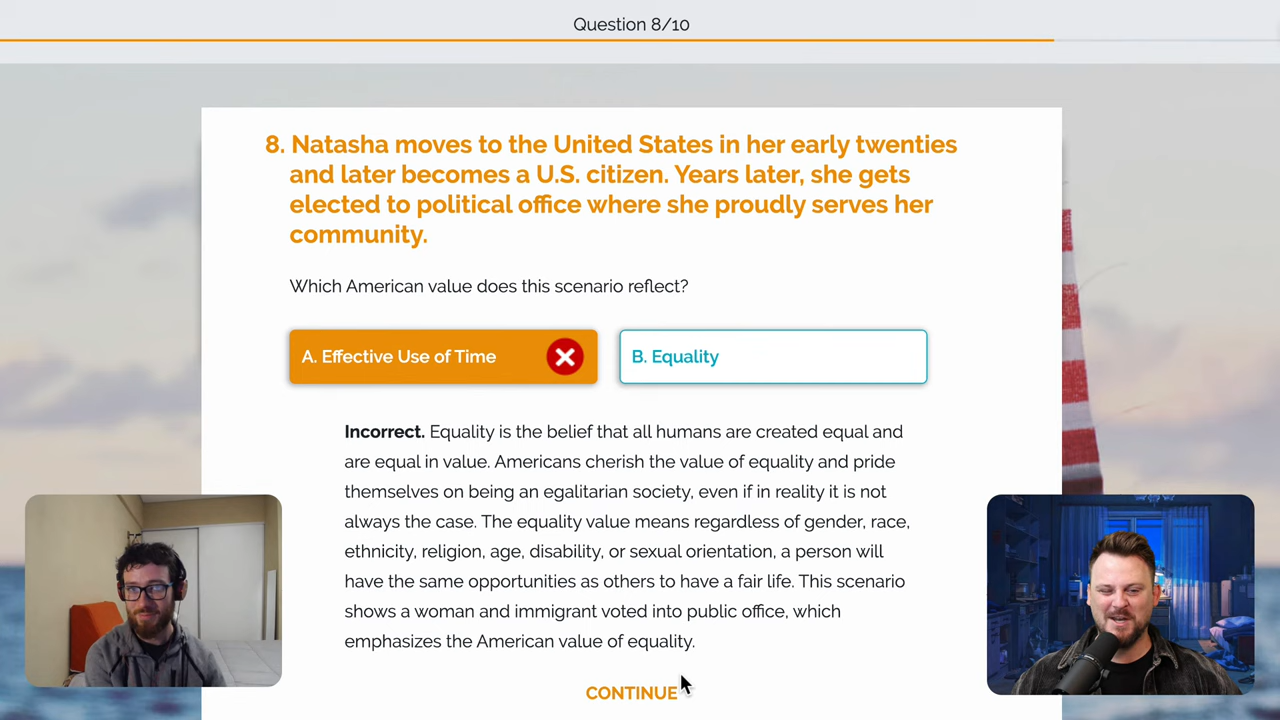 Question 8/10
8. Natasha moves to the United States in her early twenties
and later becomes a U.S. citizen. Years later, she gets
elected to political office where she proudly serves her
community.
Which American value does this scenario reflect?
A. Effective Use of Time
B. Equality
Incorrect. Equality is the belief that all humans are created equal and
are equal in value. Americans cherish the value of equality and pride
themselves on being an egalitarian society, even if in reality it is not
always the case. The equality value means regardless of gender, race,
ethnicity, religion, age, disability, or sexual orientation, a person will
have the same opportunities as others to have a fair life. This scenario
shows a woman and immigrant voted into public office, which
emphasizes the American value of equality.
CONTINUE